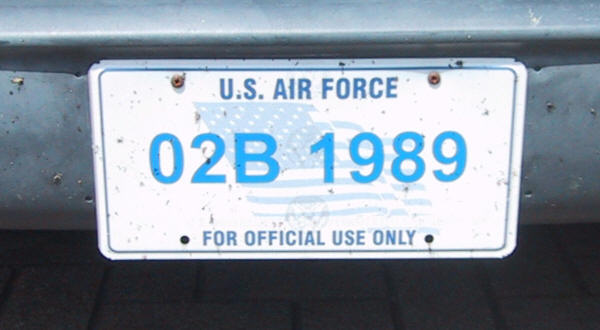 U.S. AIR FORCE
02B 1989
FOR OFFICIAL USE ONLY